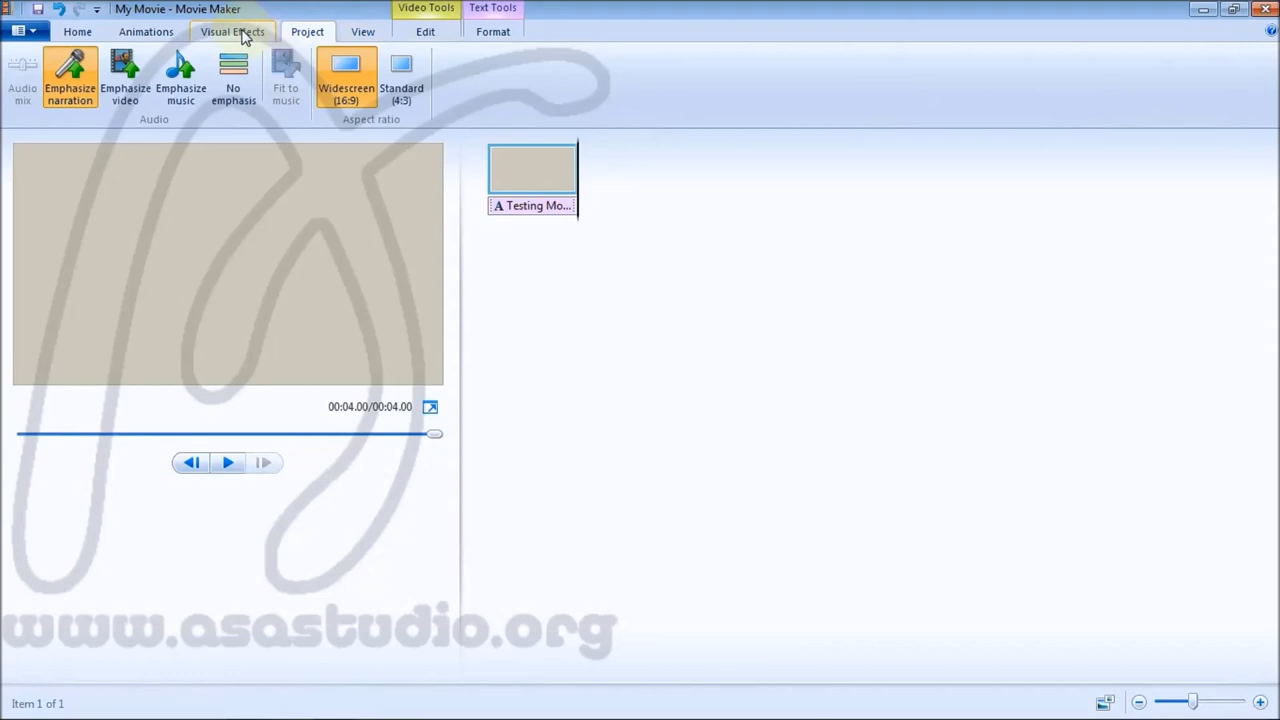 My Movie - Movie Maker
Video Tools
Text Tools
Home
Animations
Visual Effects
Project
View
Edit
Format
Audio mix
Emphasize narration
Emphasize video
Emphasize music
No emphasis
Fit to music
Widescreen (16:9)
Standard (4:3)
Audio
Aspect ratio
A Testing Mo...
00:04.00/00:04.00
www.asastudio.org
Item 1 of 1